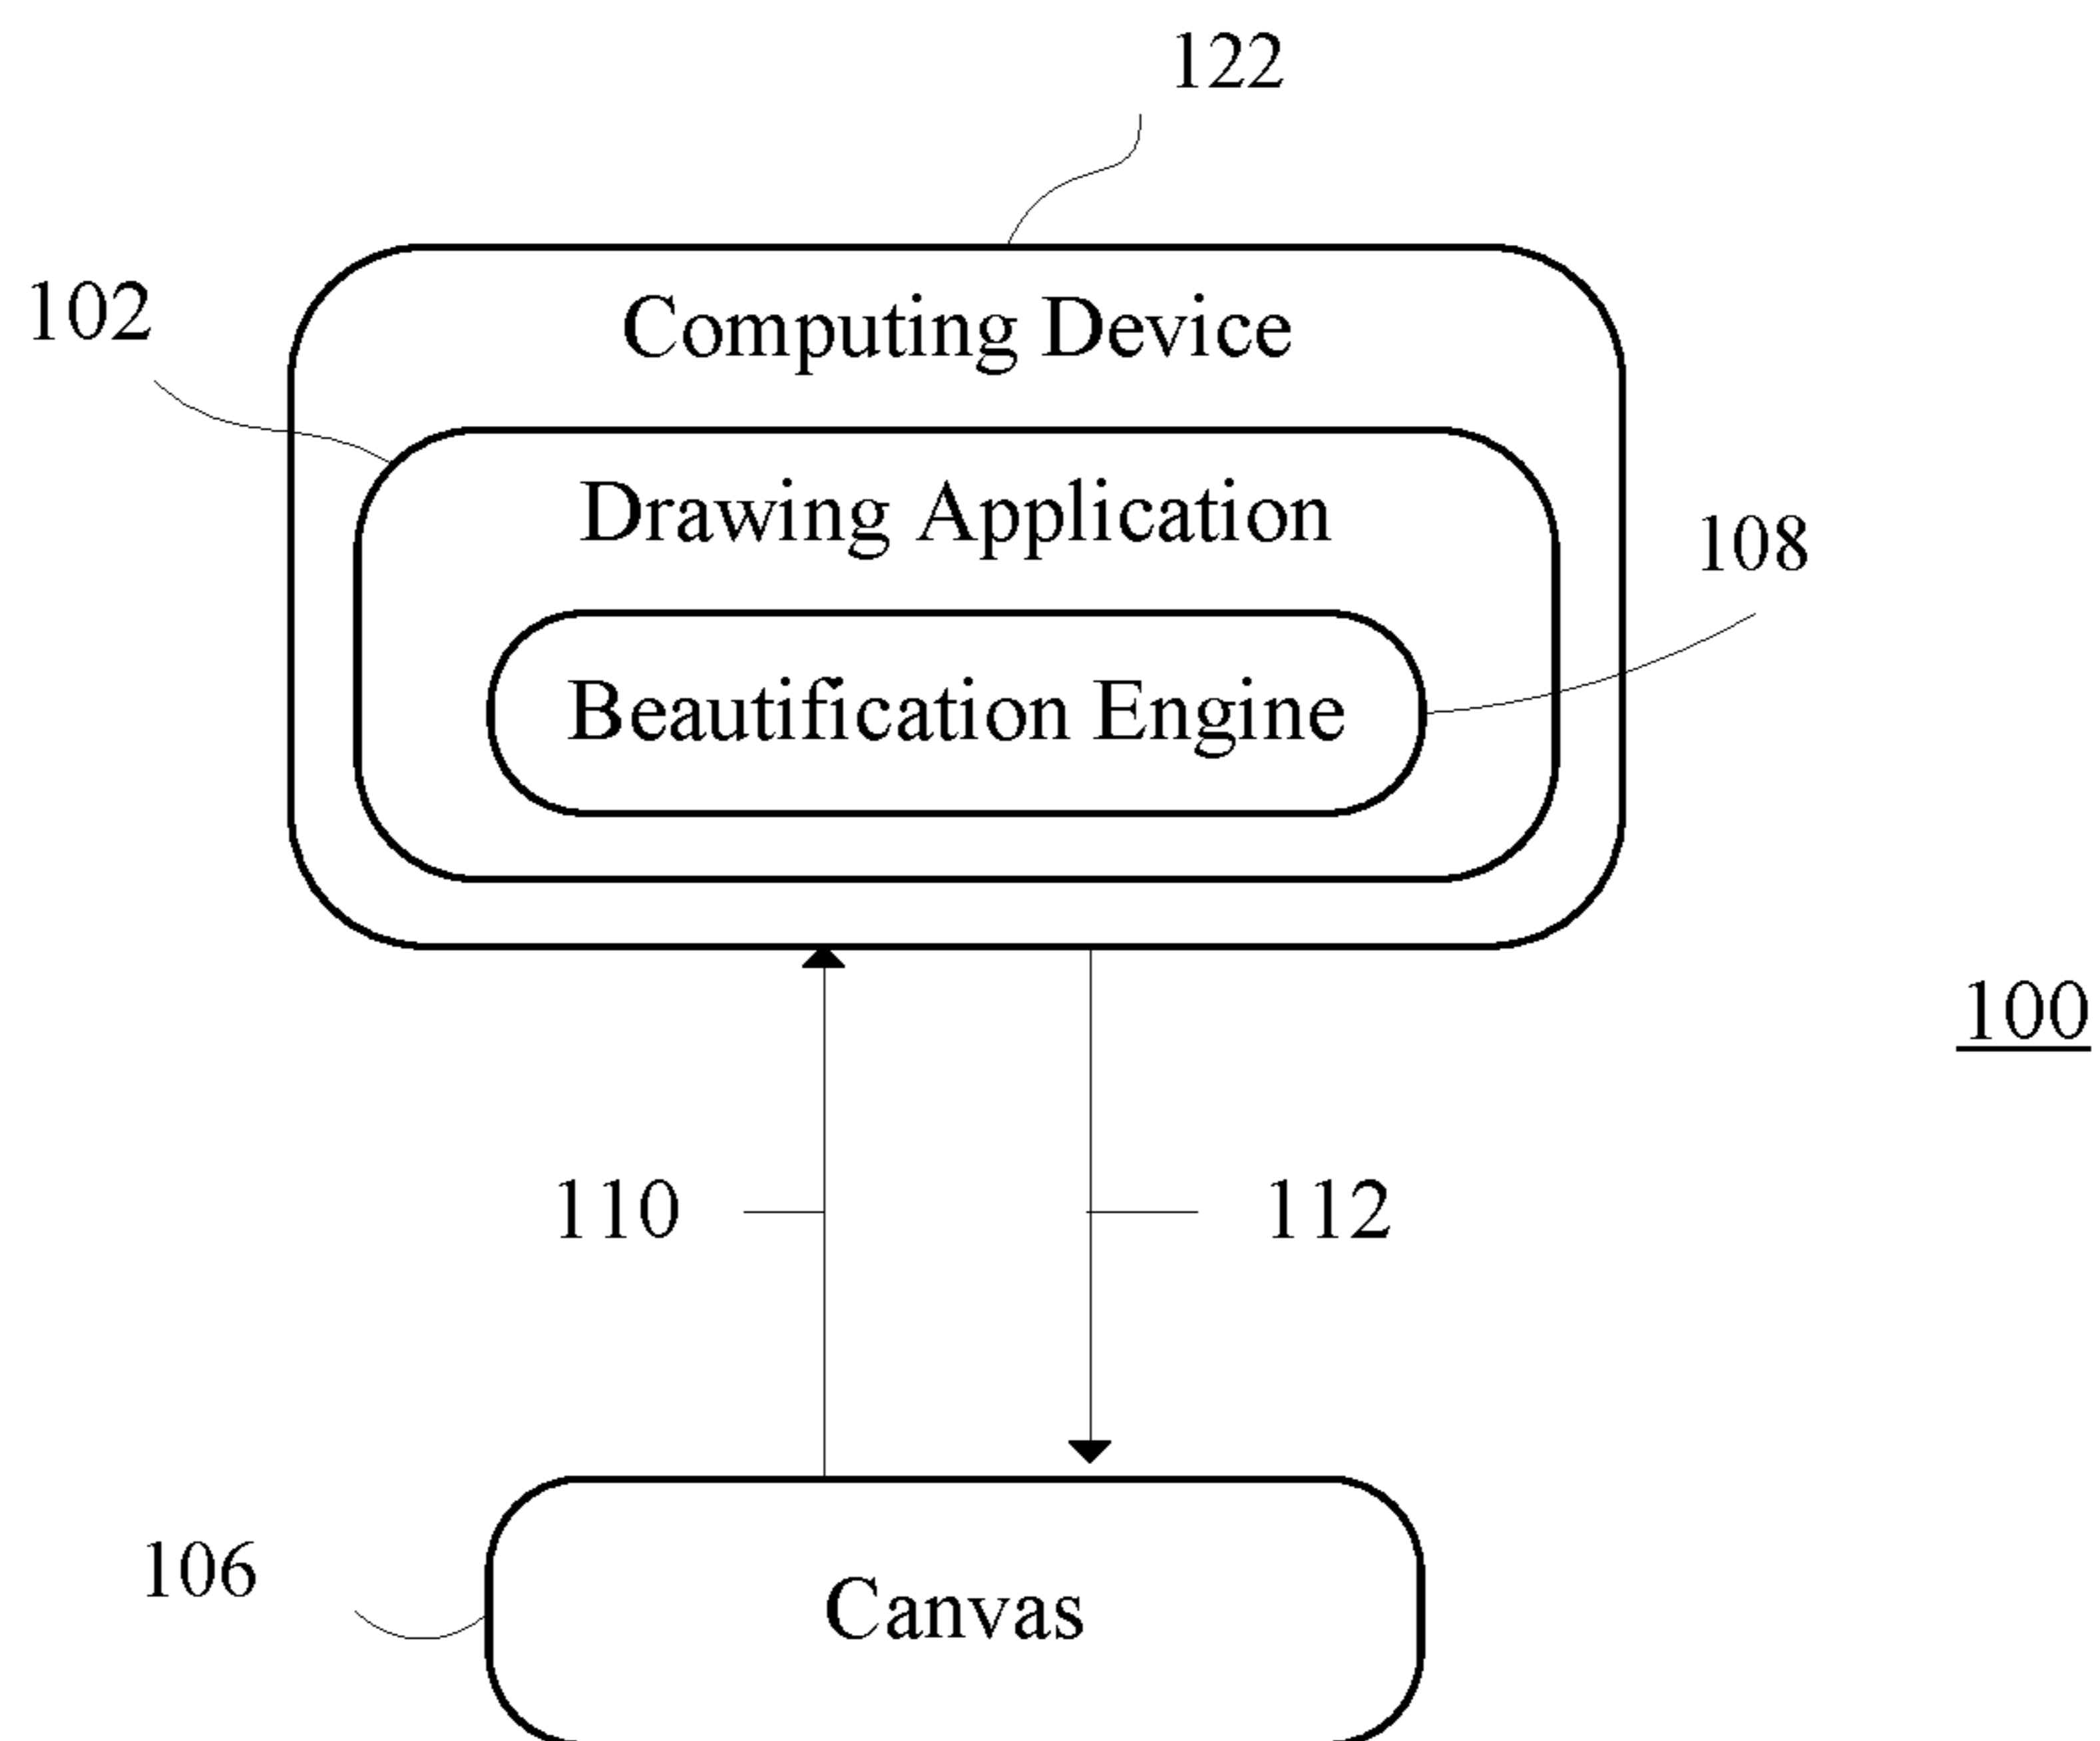 122
102
Computing Device
Drawing Application
108
Beautification Engine
100
110
112
106
Canvas